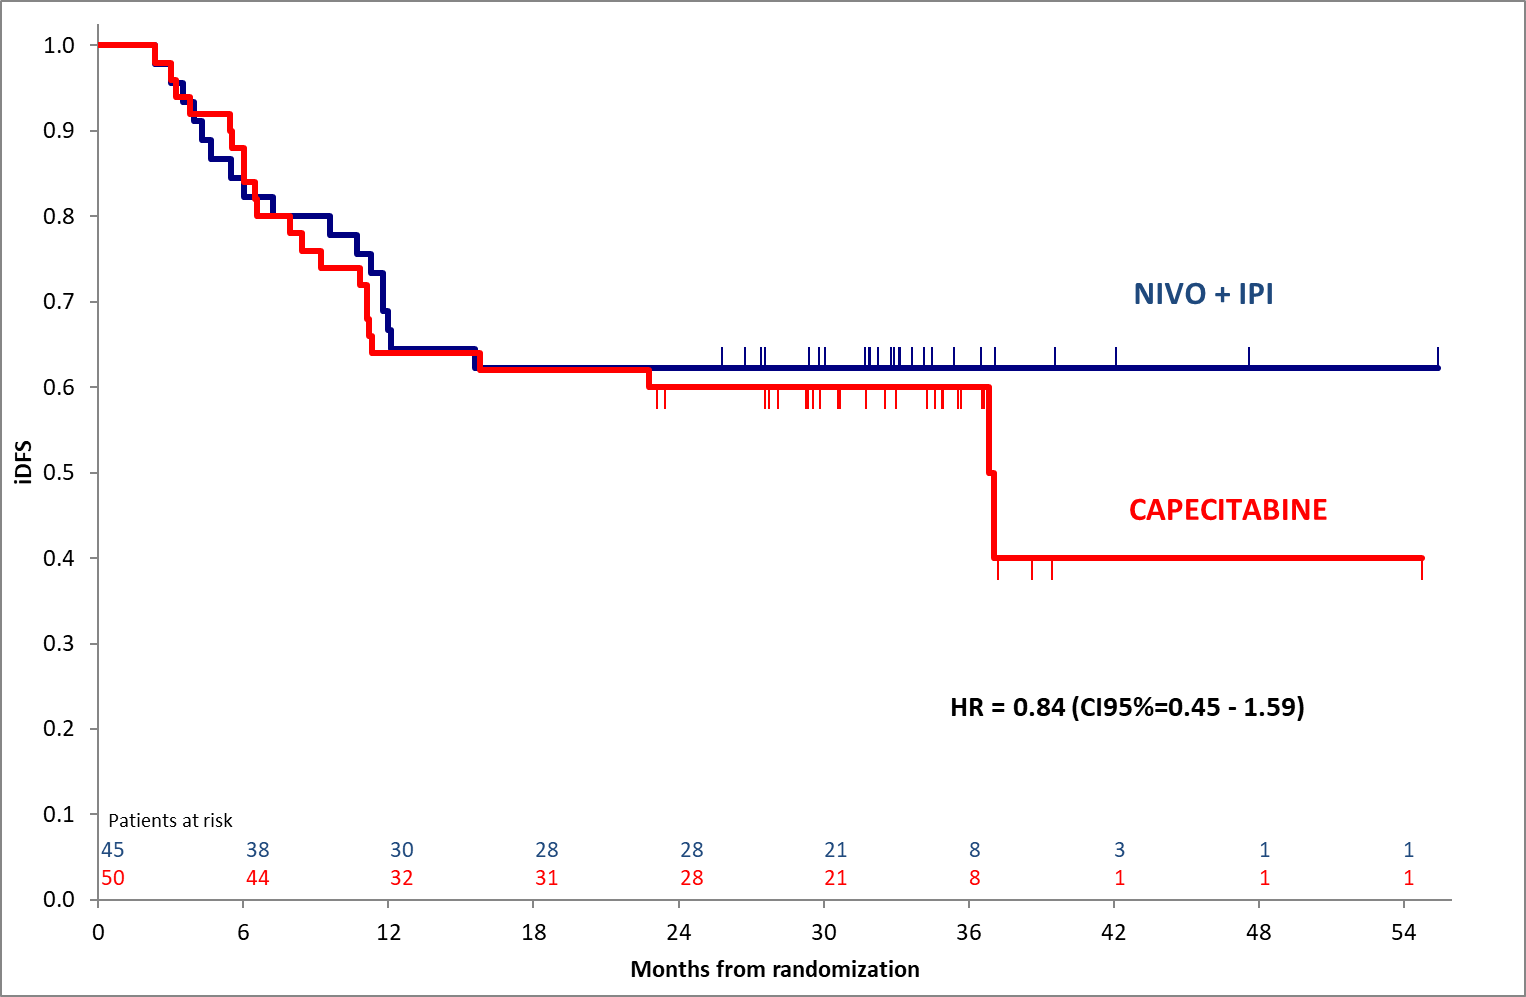 1.0
0.9
0.8
0.7
0.6
0.5
0.4
0.3
0.2
0.1
0.0
iDFS
NIVO + IPI
CAPECITABINE
HR = 0.84 (CI95%=0.45 - 1.59)
Patients at risk
45 38 30 28 28 21 8 3 1 1
50 44 32 31 28 21 8 1 1 1
0 6 12 18 24 30 36 42 48 54
Months from randomization